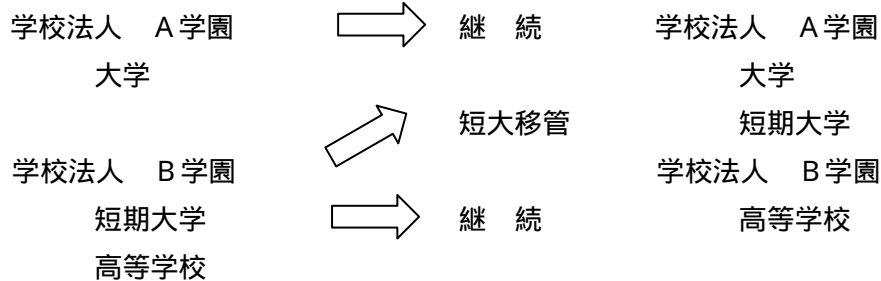 学校法人　A学園　継　続　学校法人　A学園
大学　大学
短大移管　短期大学
学校法人　B学園　学校法人　B学園
短期大学　継　続　高等学校
高等学校